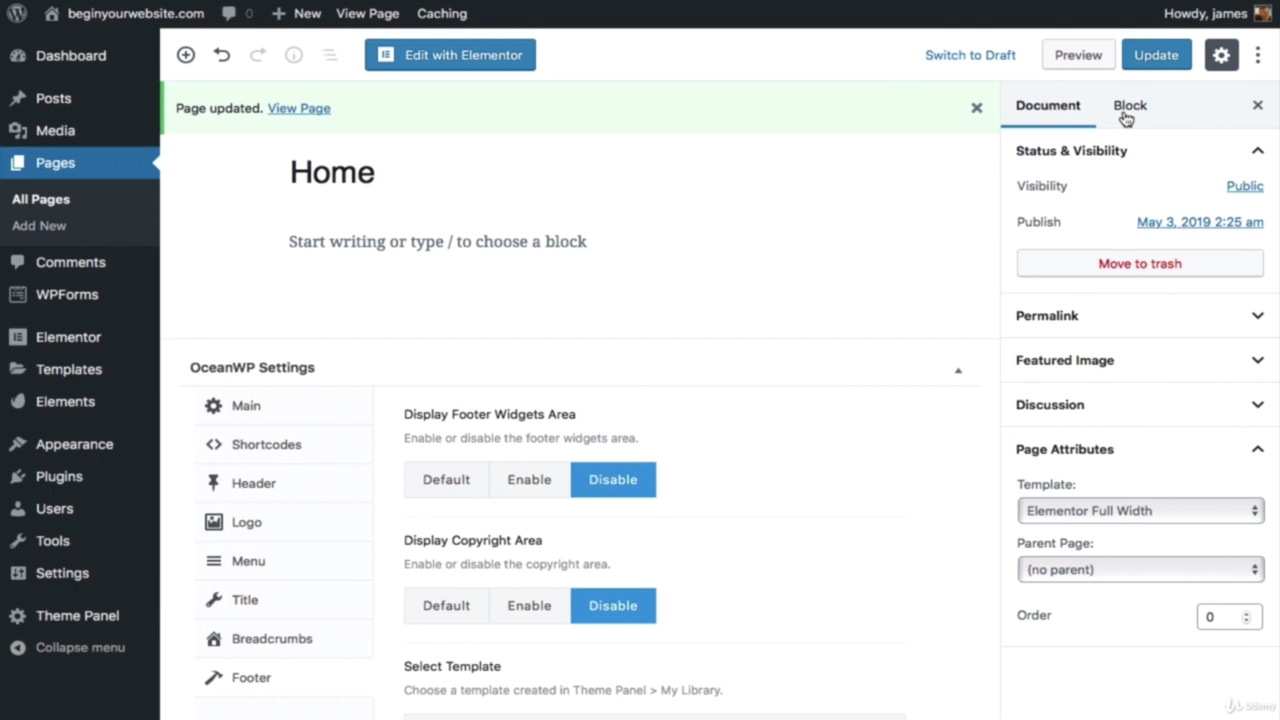 beginyourwebsite.com 0 New View Page Caching Howdy, james
Dashboard
Posts
Media
Pages
All Pages
Add New
Comments
WPForms
Elementor
Templates
Elements
Appearance
Plugins
Users
Tools
Settings
Theme Panel
Collapse menu
Edit with Elementor Switch to Draft Preview Update
Page updated. View Page
Home
Start writing or type / to choose a block
OceanWP Settings
Main
Shortcodes
Header
Logo
Menu
Title
Breadcrumbs
Footer
Display Footer Widgets Area
Enable or disable the footer widgets area.
Default Enable Disable
Display Copyright Area
Enable or disable the copyright area.
Default Enable Disable
Select Template
Choose a template created in Theme Panel > My Library.
Document Block
Status & Visibility
Visibility Public
Publish May 3, 2019 2:25 am
Move to trash
Permalink
Featured Image
Discussion
Page Attributes
Template:
Elementor Full Width
Parent Page:
(no parent)
Order 0
Udemy